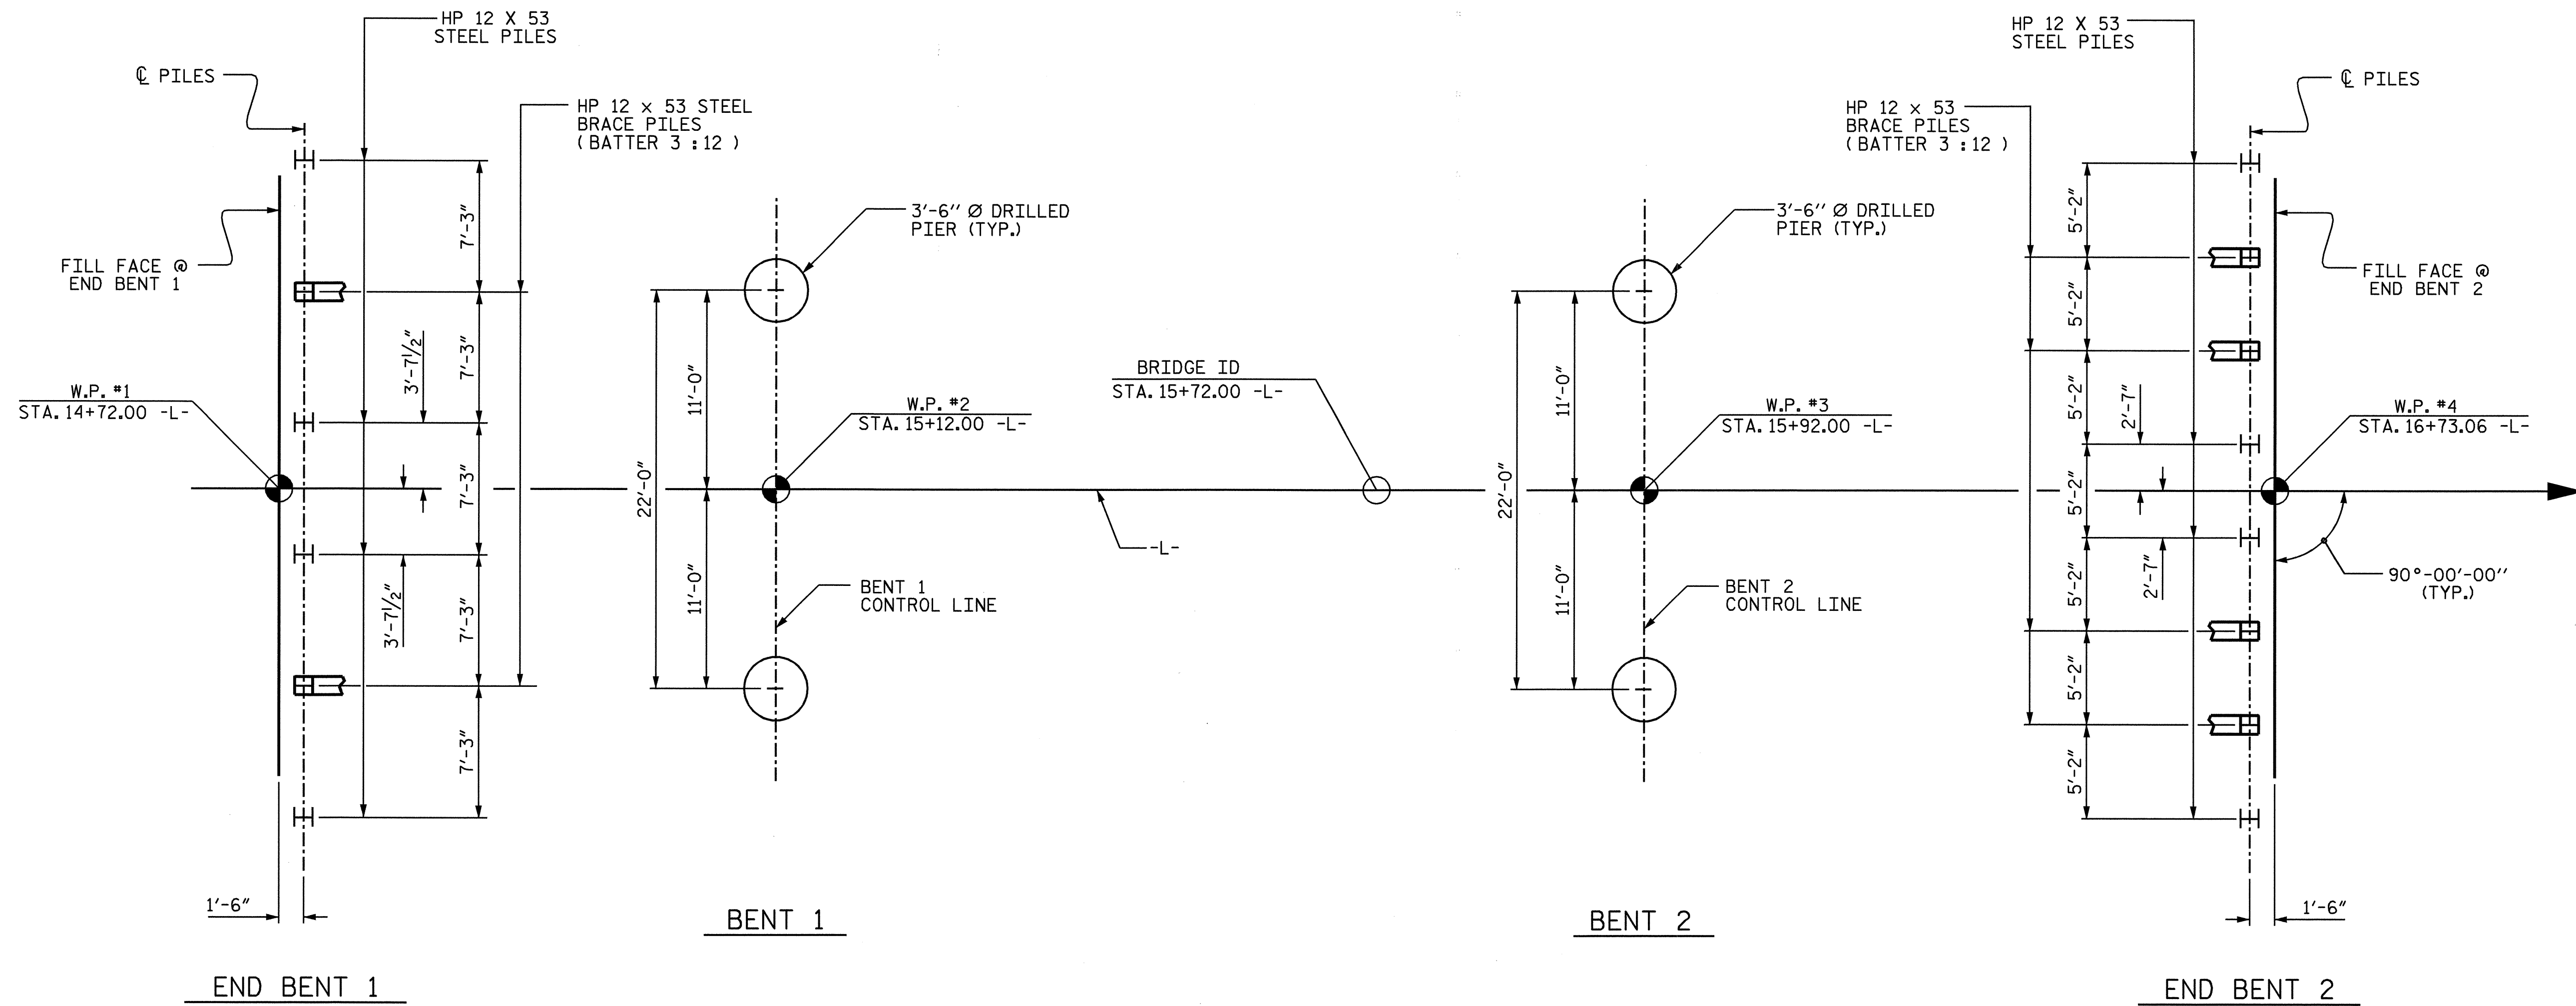 HP 12 X 53
STEEL PILES
℄ PILES
HP 12 x 53 STEEL
BRACE PILES
(BATTER 3 : 12 )
FILL FACE @
END BENT 1
W.P. #1
STA. 14+72.00 -L-
7'-3"
7'-3"
7'-3"
7'-3"
7'-3"
3'-7½"
3'-7½"
1'-6"
END BENT 1
3'-6" Ø DRILLED
PIER (TYP.)
W.P. #2
STA. 15+12.00 -L-
22'-0"
11'-0"
11'-0"
BENT 1
CONTROL LINE
BENT 1
BRIDGE ID
STA. 15+72.00 -L-
-L-
3'-6" Ø DRILLED
PIER (TYP.)
W.P. #3
STA. 15+92.00 -L-
22'-0"
11'-0"
11'-0"
BENT 2
CONTROL LINE
BENT 2
HP 12 X 53
STEEL PILES
℄ PILES
HP 12 x 53
BRACE PILES
(BATTER 3 : 12 )
FILL FACE @
END BENT 2
W.P. #4
STA. 16+73.06 -L-
5'-2"
5'-2"
5'-2"
5'-2"
5'-2"
5'-2"
5'-2"
2'-7"
2'-7"
90°-00'-00"
(TYP.)
1'-6"
END BENT 2